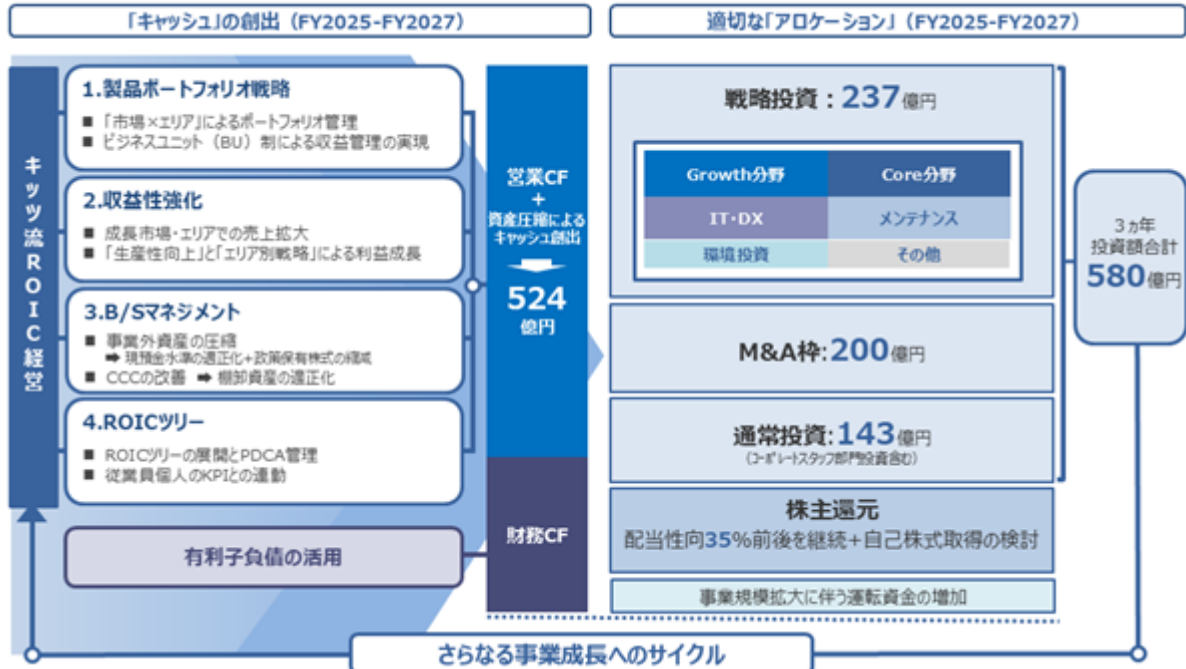 「キャッシュ」の創出（FY2025-FY2027）
キッツ流ROIC経営
1.製品ポートフォリオ戦略
■ 「市場×エリア」によるポートフォリオ管理
■ ビジネスユニット（BU）制による収益管理の実現
2.収益性強化
■ 成長市場・エリアでの売上拡大
■ 「生産性向上」と「エリア別戦略」による利益成長
3.B/Sマネジメント
■ 事業外資産の圧縮
➡ 現預金水準の適正化+政策保有株式の縮減
■ CCCの改善 ➡ 棚卸資産の適正化
4.ROICツリー
■ ROICツリーの展開とPDCA管理
■ 従業員個人のKPIとの連動
有利子負債の活用
営業CF
+
資産圧縮による
キャッシュ創出
524
億円
財務CF
適切な「アロケーション」（FY2025-FY2027）
戦略投資：237億円
Growth分野
Core分野
IT・DX
メンテナンス
環境投資
その他
M&A枠:200億円
通常投資:143億円
（コーポレートスタッフ部門投資含む）
株主還元
配当性向35%前後を継続+自己株式取得の検討
事業規模拡大に伴う運転資金の増加
3ヵ年
投資額合計
580億円
さらなる事業成長へのサイクル